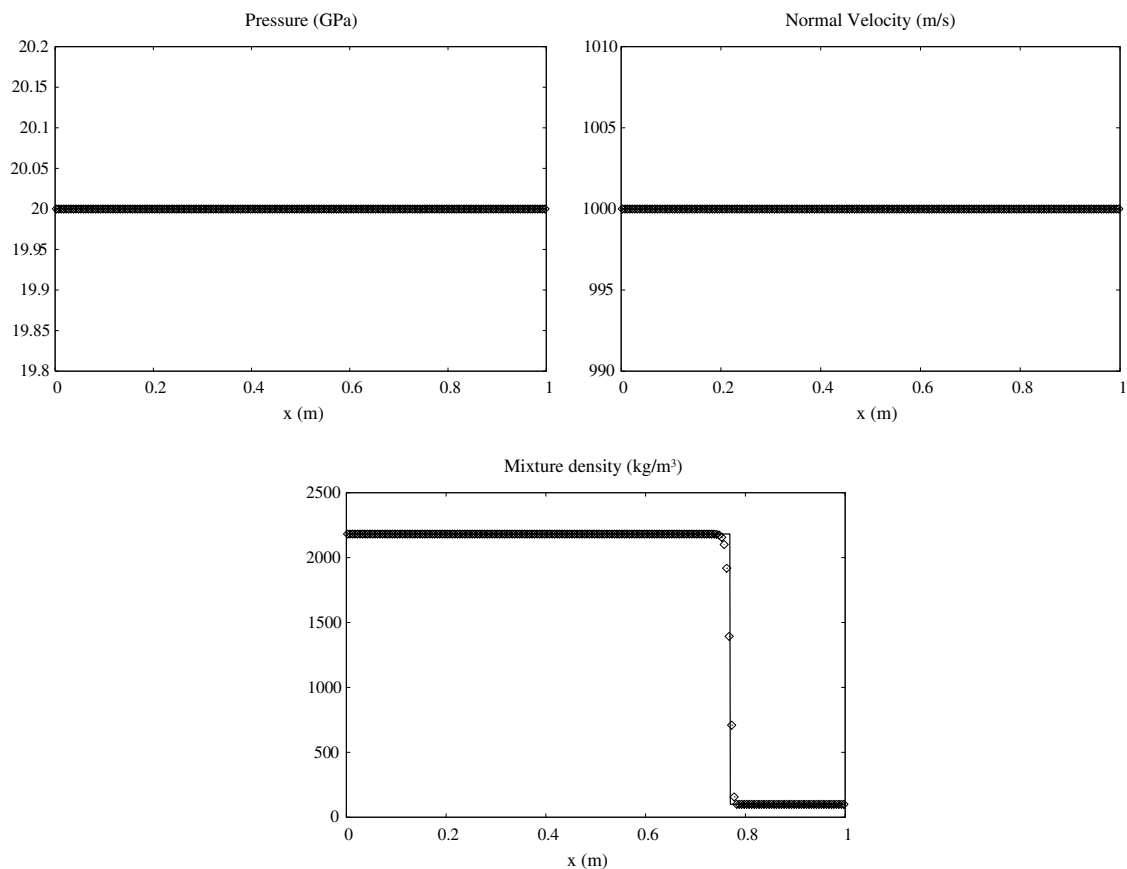 Pressure (GPa)
20.2
20.15
20.1
20.05
20
19.95
19.9
19.85
19.8
0 0.2 0.4 0.6 0.8 1
x (m)
Normal Velocity (m/s)
1010
1005
1000
995
990
0 0.2 0.4 0.6 0.8 1
x (m)
Mixture density (kg/m³)
2500
2000
1500
1000
500
0
0 0.2 0.4 0.6 0.8 1
x (m)